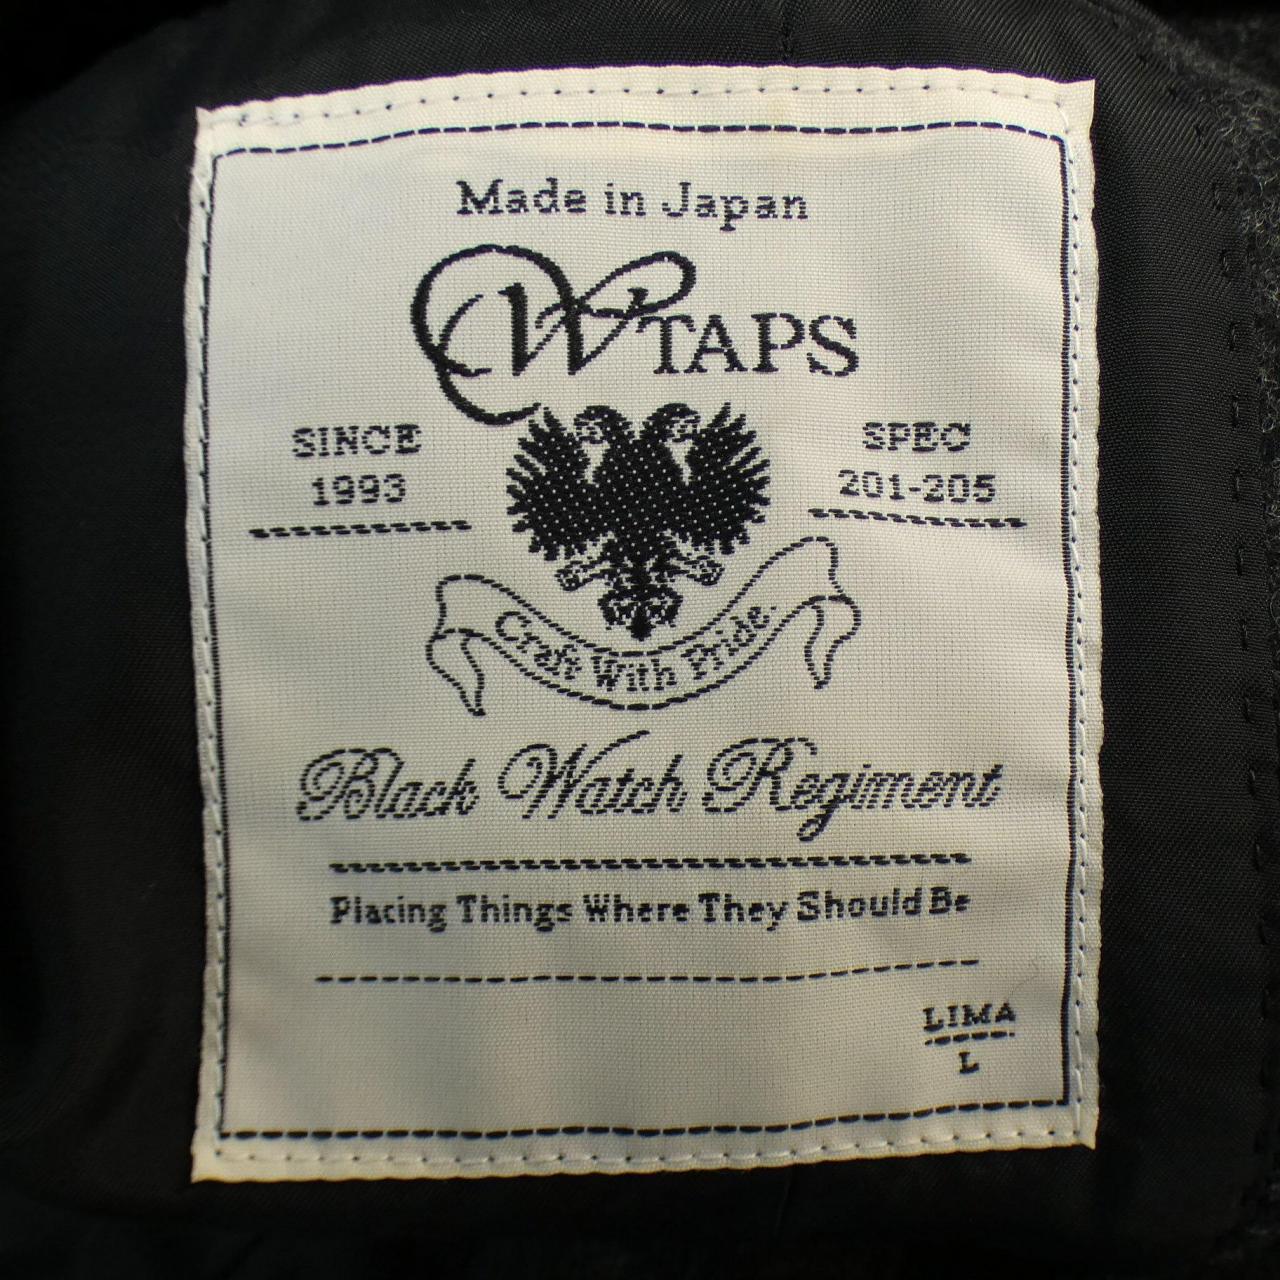 Made in Japan
WTAPS
SINCE
1993
SPEC
201-205
Craft With Pride.
Black Watch Regiment
Placing Things Where They Should Be
LIMA
L